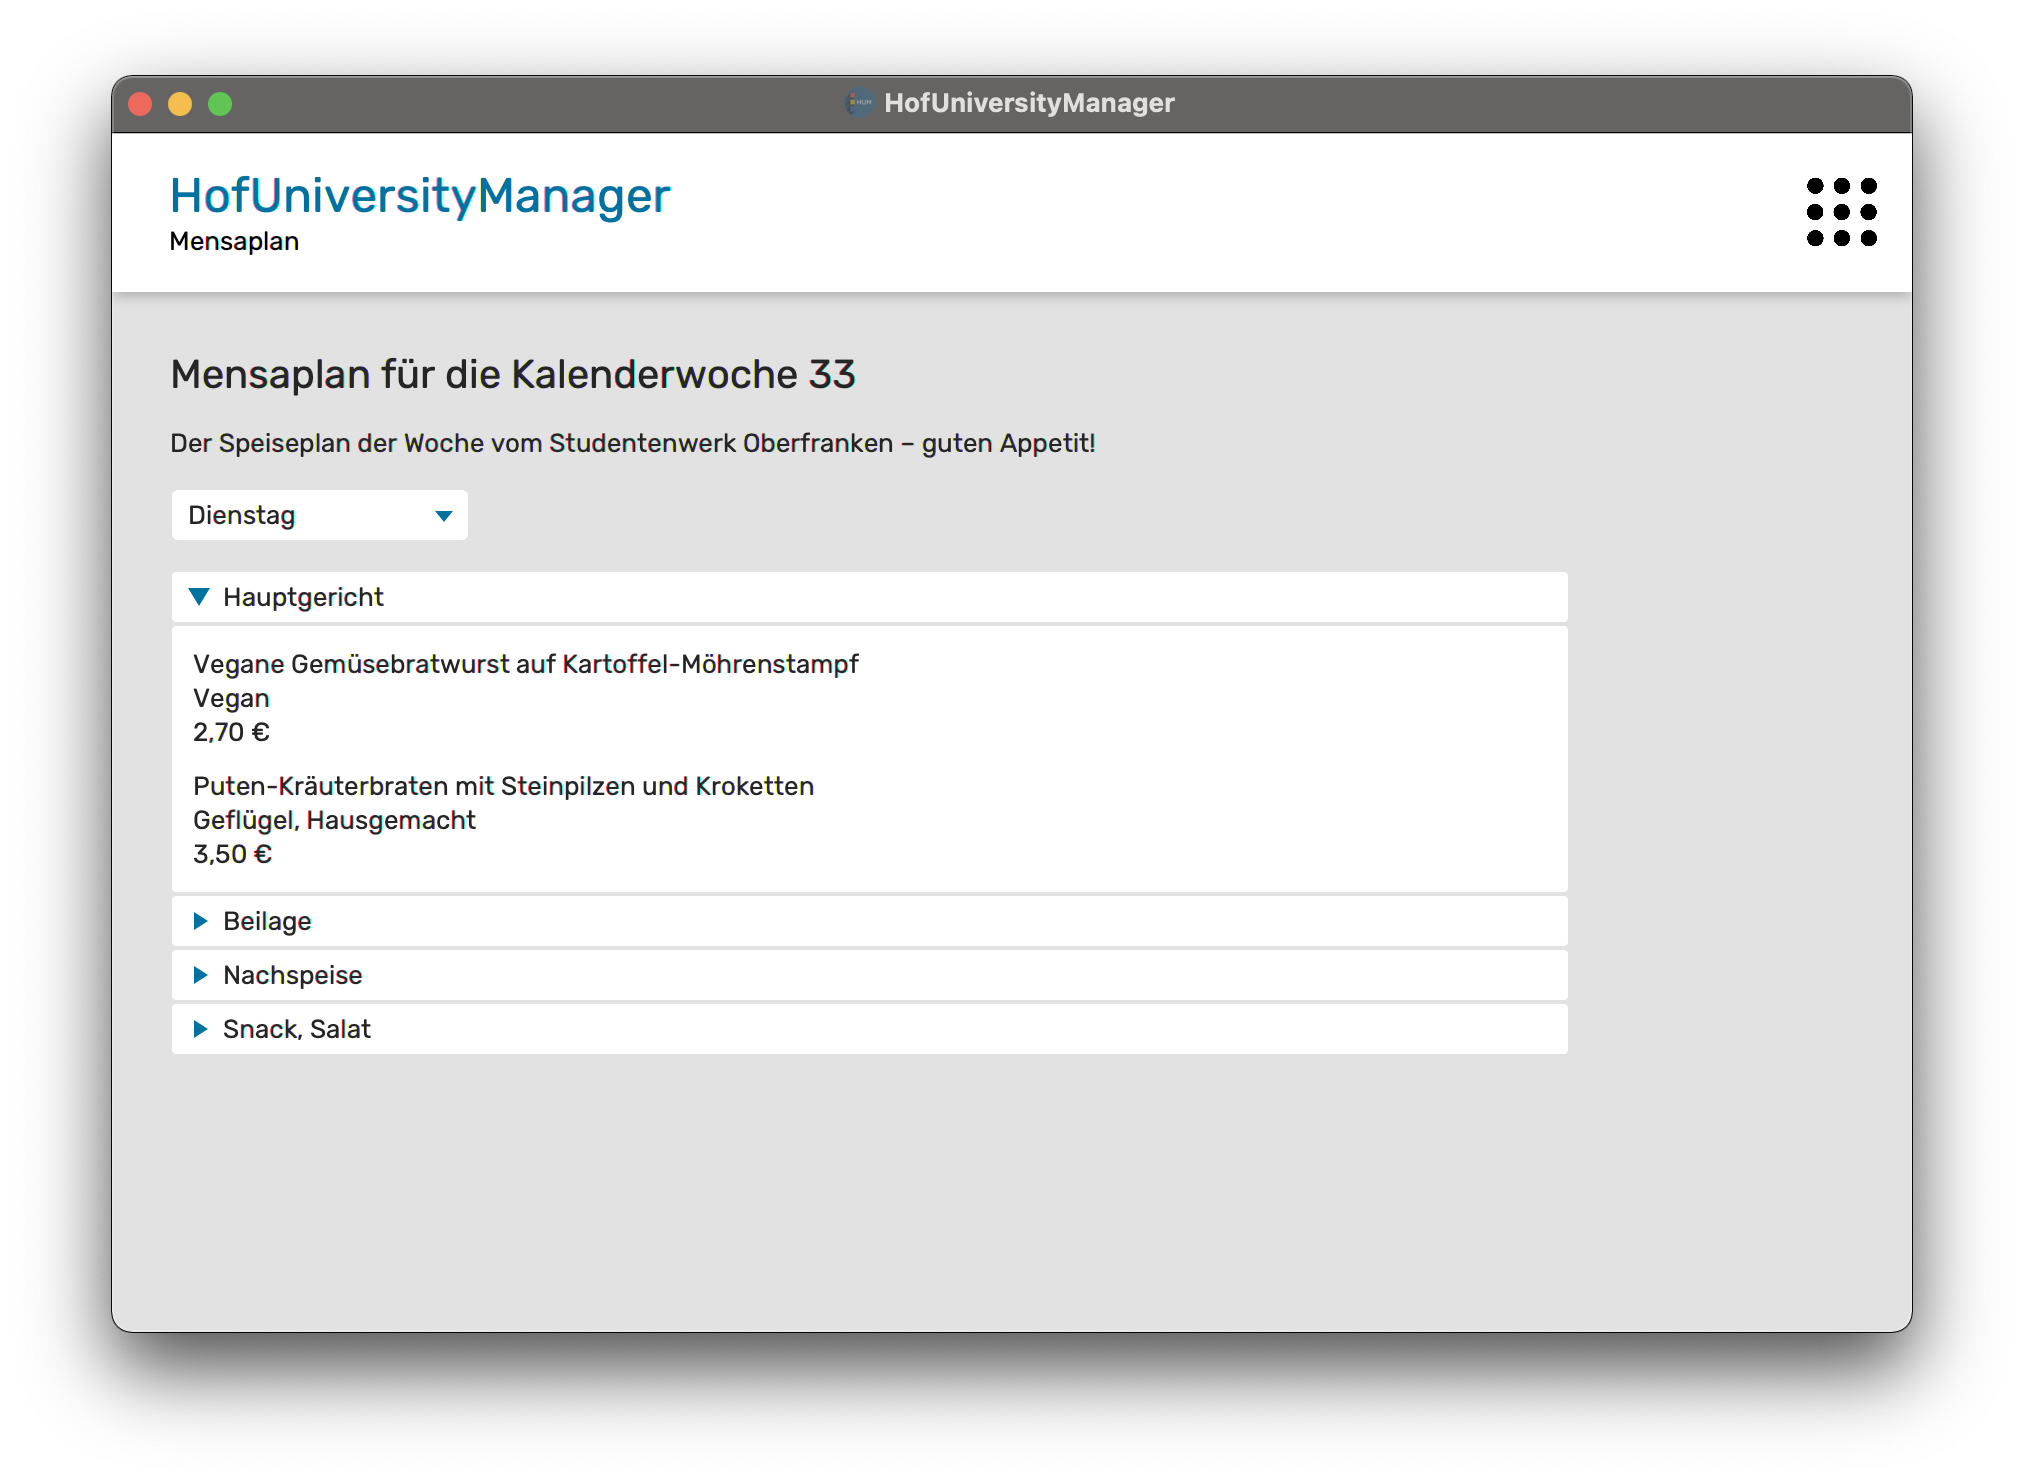 HUM HofUniversityManager
HofUniversityManager
Mensaplan
Mensaplan für die Kalenderwoche 33
Der Speiseplan der Woche vom Studentenwerk Oberfranken – guten Appetit!
Dienstag
Hauptgericht
Vegane Gemüsebratwurst auf Kartoffel-Möhrenstampf
Vegan
2,70 €
Puten-Kräuterbraten mit Steinpilzen und Kroketten
Geflügel, Hausgemacht
3,50 €
Beilage
Nachspeise
Snack, Salat